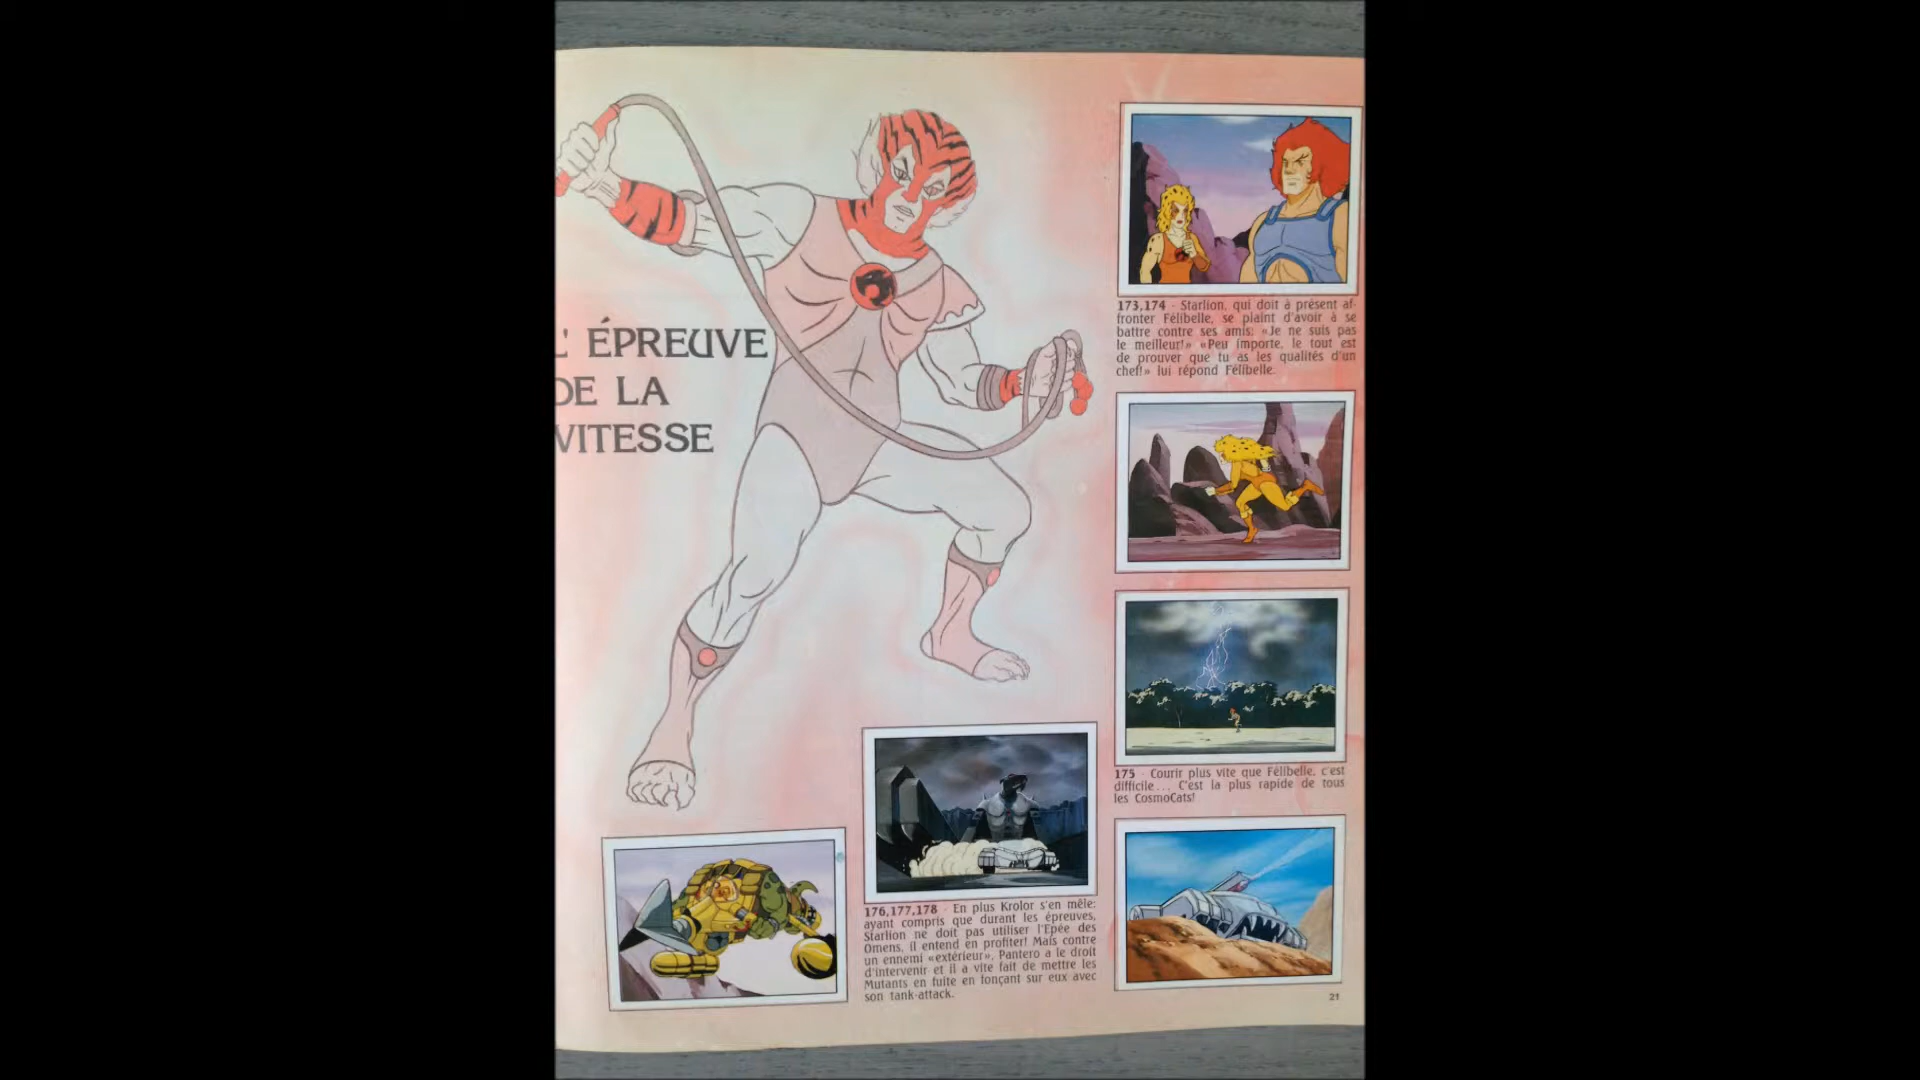 L' ÉPREUVE
DE LA
VITESSE
173,174 - Starlion, qui doit à présent af-
fronter Félibelle, se plaint d'avoir à se
battre contre ses amis: «Je ne suis pas
le meilleur!» «Peu importe, le tout est
de prouver que tu as les qualités d'un
chef!» lui répond Félibelle.
175 - Courir plus vite que Félibelle, c'est
difficile... C'est la plus rapide de tous
les CosmoCats!
176,177,178 - En plus Krolor s'en mêle:
ayant compris que durant les épreuves,
Starlion ne doit pas utiliser l'Epée des
Omens, il entend en profiter! Mais contre
un ennemi «extérieur», Pantero a le droit
d'intervenir et il a vite fait de mettre les
Mutants en fuite en fonçant sur eux avec
son tank-attack.
21